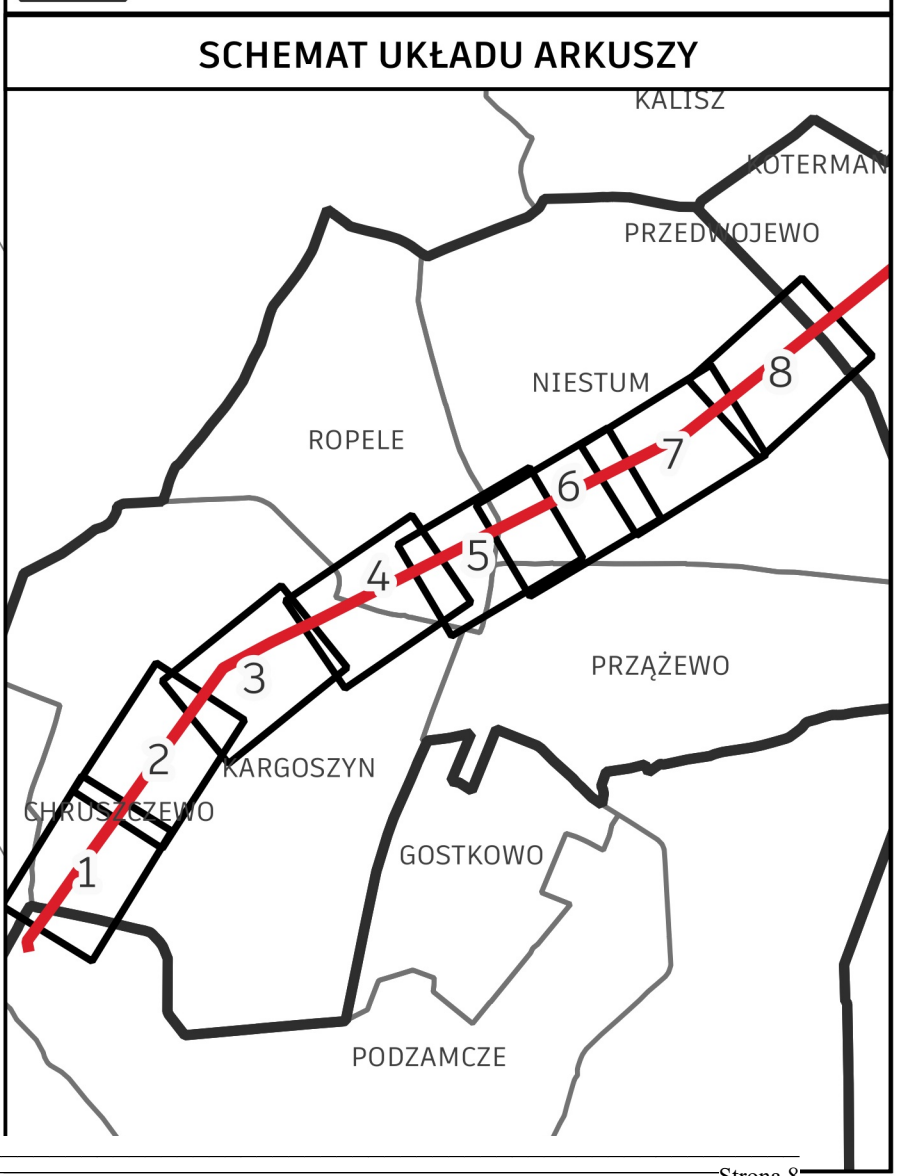 SCHEMAT UKŁADU ARKUSZY
KALISZ
KOTERMAŃ
PRZEDWOJEWO
8
NIESTUM
ROPELE
7
6
5
4
PRZĄŻEWO
3
2
KARGOSZYN
CHRUSZCZEWO
GOSTKOWO
1
PODZAMCZE
Strona 8